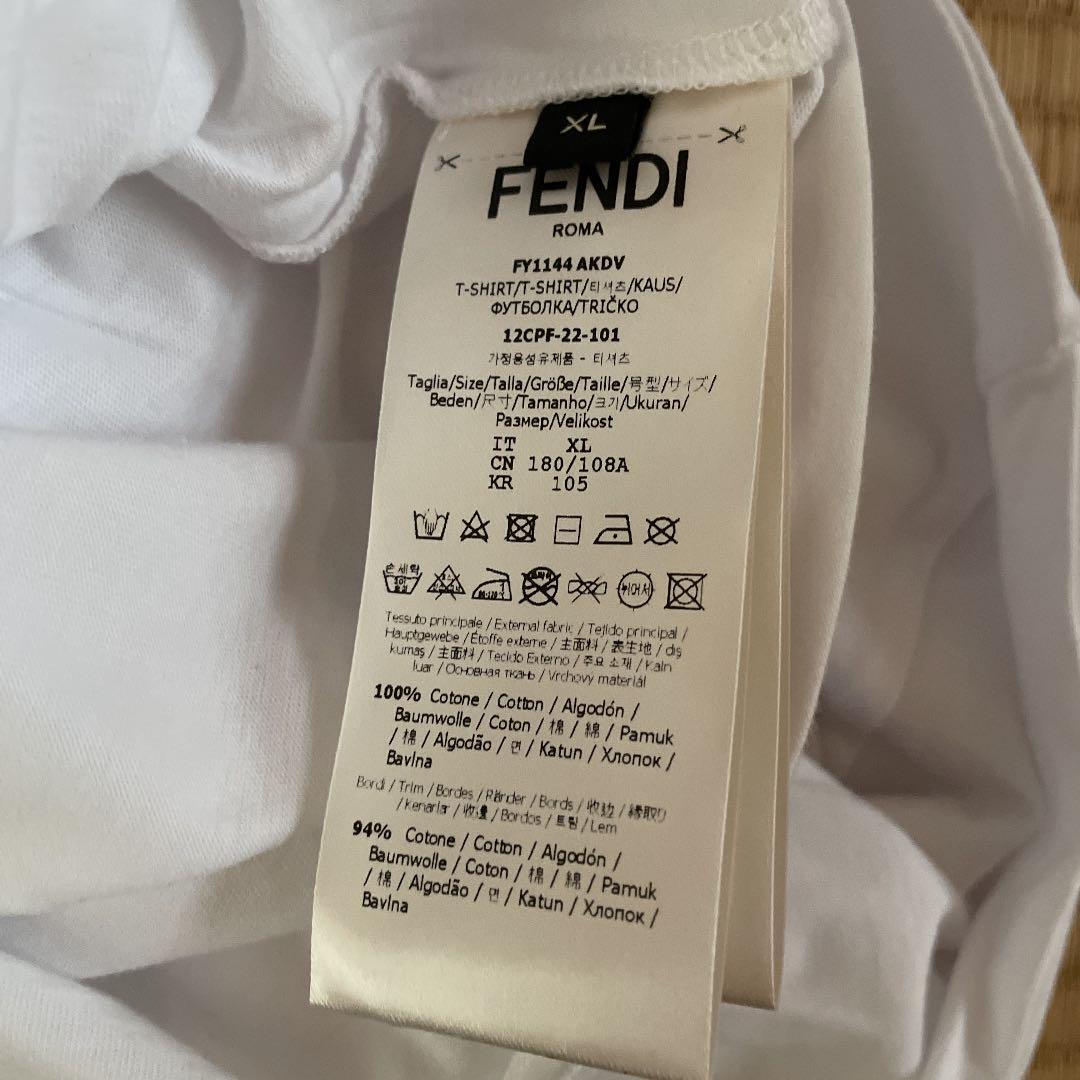 XL
FENDI
ROMA
FY1144 AKDV
T-SHIRT/T-SHIRT/티셔츠/KAUS/
ФУТБОЛКА/TRIČKO
12CPF-22-101
가정용섬유제품 - 티셔츠
Taglia/Size/Talla/Größe/Taille/号型/サイズ/
Beden/尺寸/Tamanho/크기/Ukuran/
Размер/Velikost
IT XL
CN 180/108A
KR 105
손세탁
Tessuto principale / External fabric / Tejido principal /
Hauptgewebe / Étoffe externe / 主面料 / 表生地 / dış
kumaş / 主面料 / Tecido Externo / 주요 소재 / Kain
luar / Основная ткань / Vrchový materiál
100% Cotone / Cotton / Algodón /
Baumwolle / Coton / 棉 / 綿 / Pamuk
/ 棉 / Algodão / 면 / Katun / Хлопок /
Bavlna
Bordi / Trim / Bordes / Ränder / Bords / 收边 / 縁取り
/ Kenarlar / 收邊 / Bordos / 트림 / Lem
94% Cotone / Cotton / Algodón /
Baumwolle / Coton / 棉 / 綿 / Pamuk
/ 棉 / Algodão / 면 / Katun / Хлопок /
Bavlna